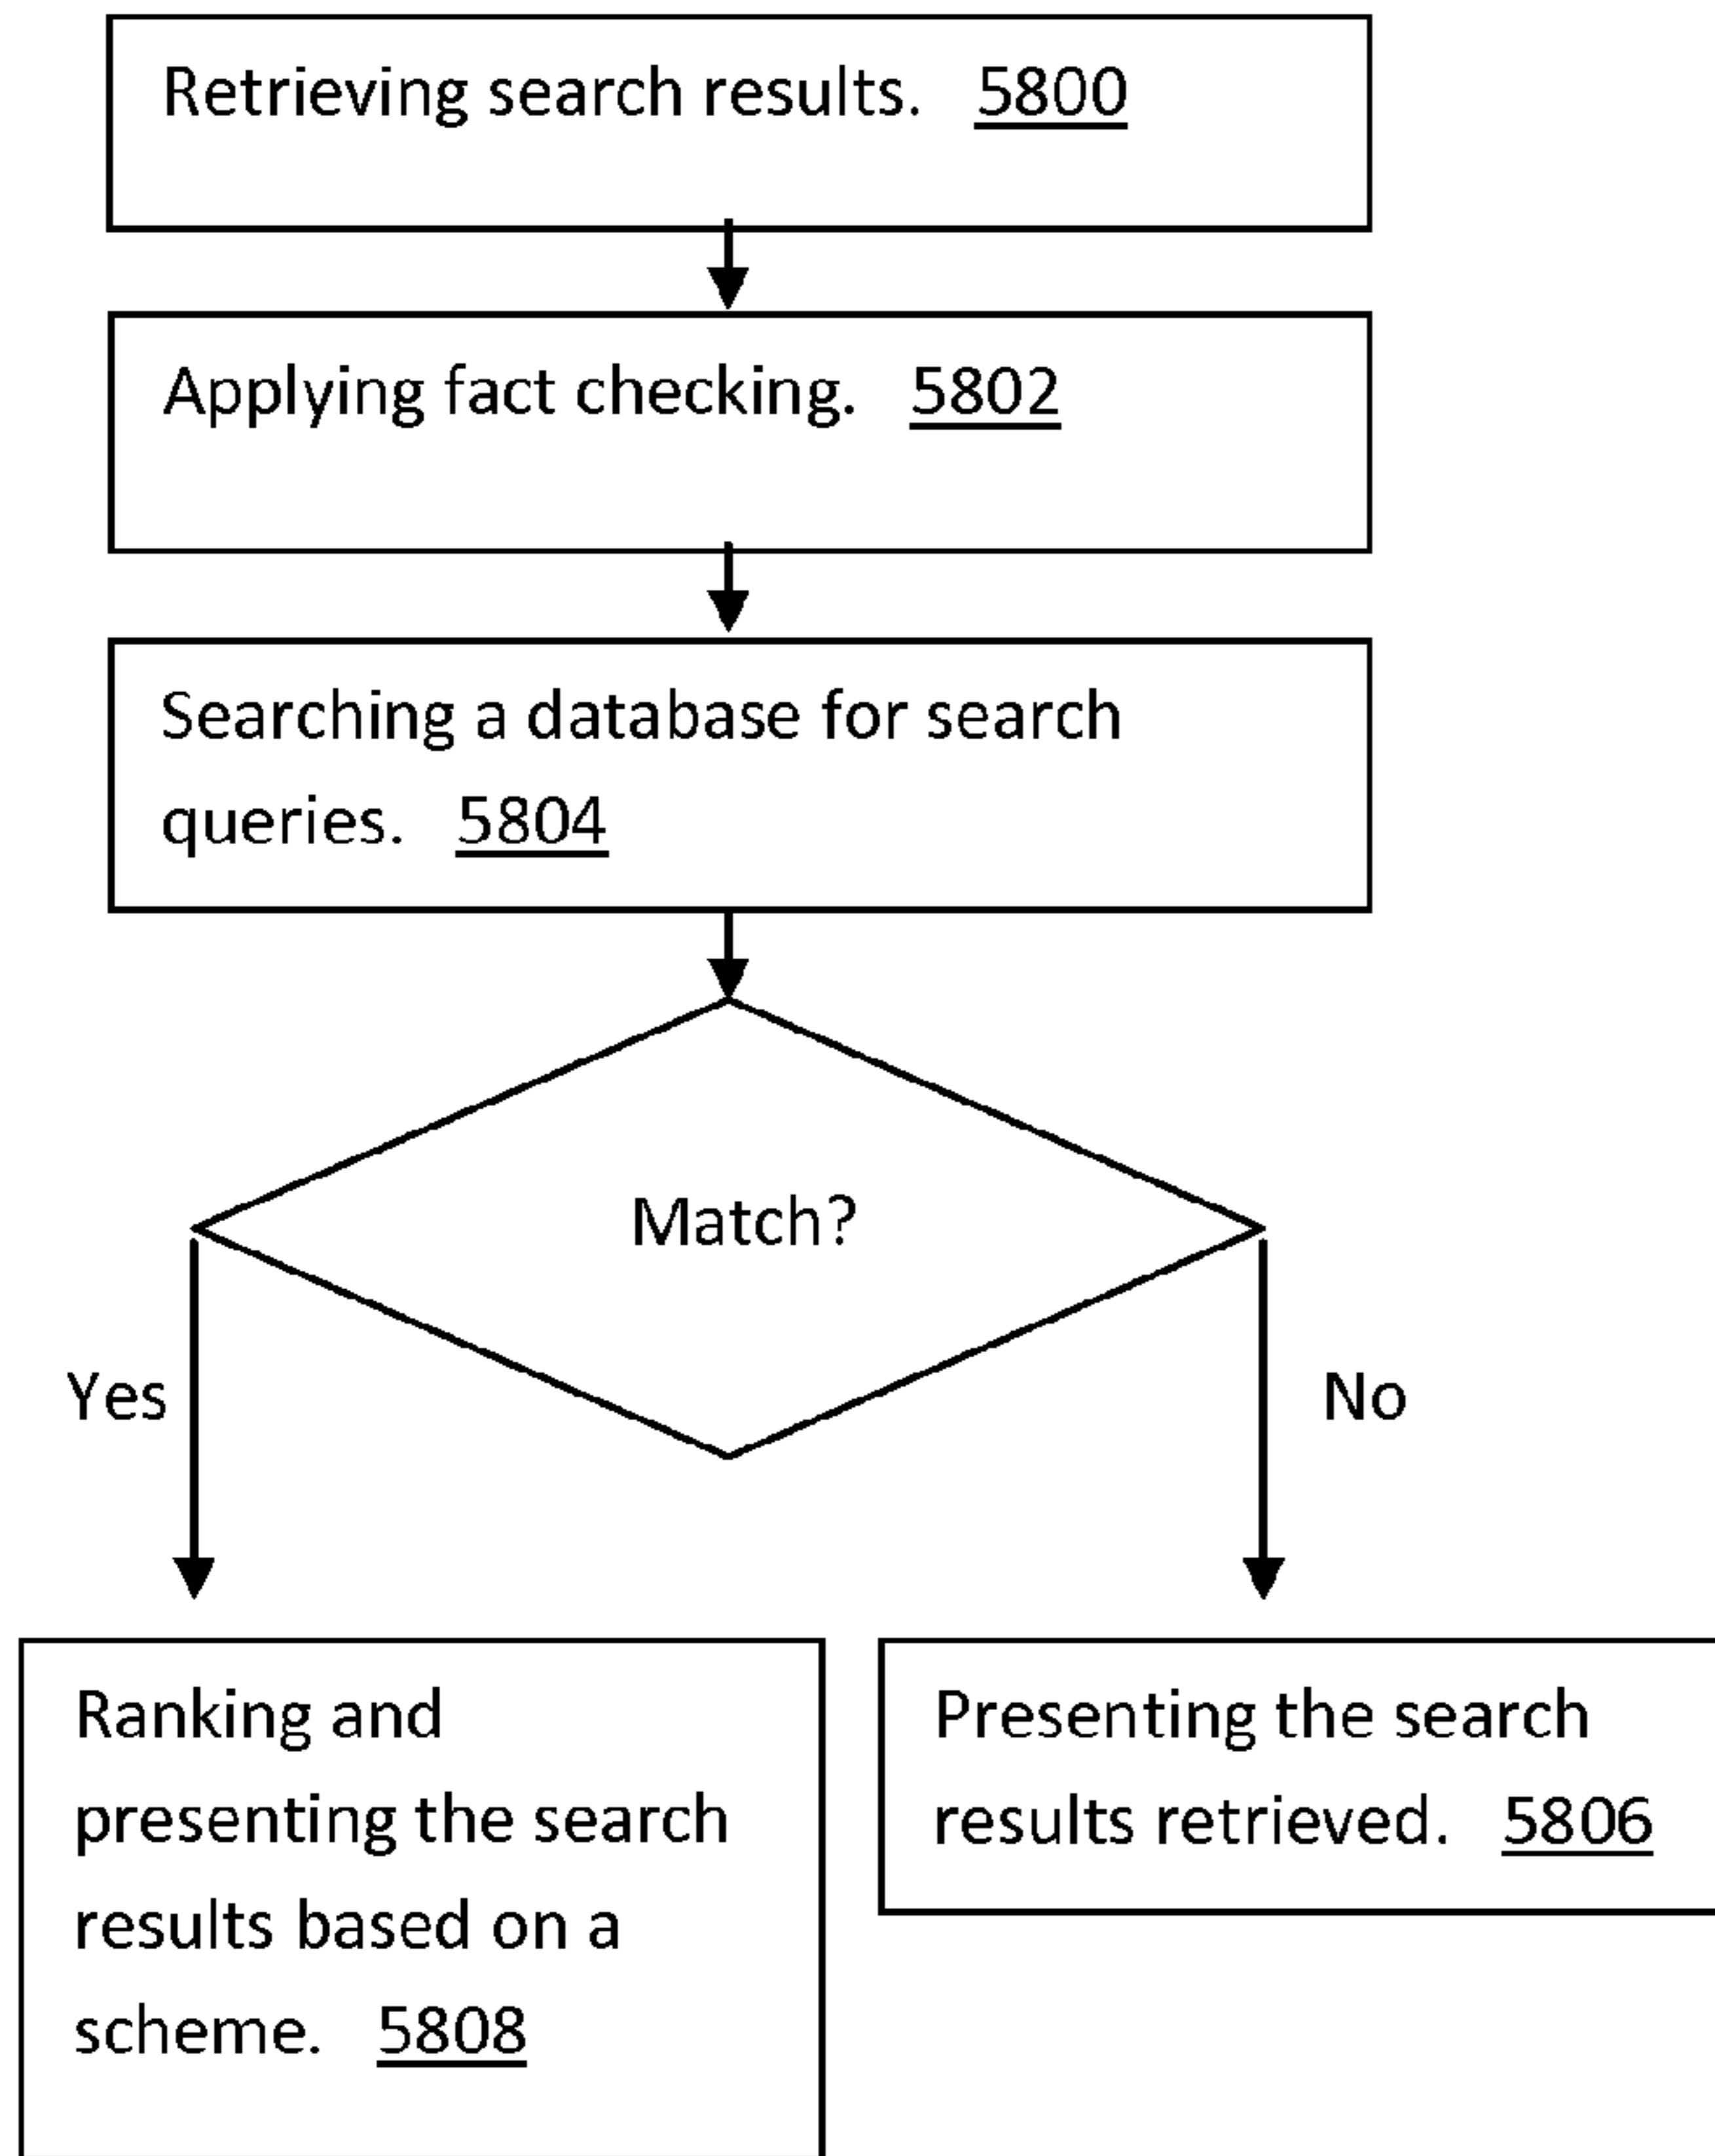 Retrieving search results. 5800
Applying fact checking. 5802
Searching a database for search
queries. 5804
Match?
Yes
No
Ranking and
presenting the search
results based on a
scheme. 5808
Presenting the search
results retrieved. 5806